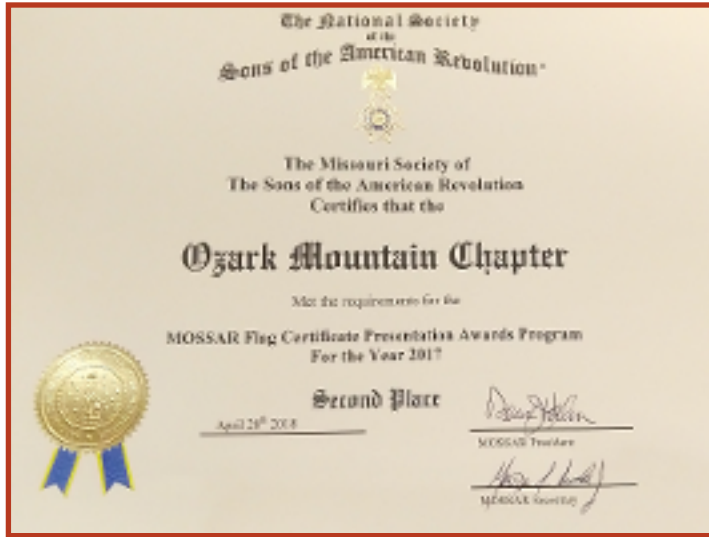 The National Society
of the
Sons of the American Revolution
The Missouri Society of
The Sons of the American Revolution
Certifies that the
Ozark Mountain Chapter
Met the requirements for the
MOSSAR Flag Certificate Presentation Awards Program
For the Year 2017
Second Place
April 28th 2018
MOSSAR President
MOSSAR Secretary